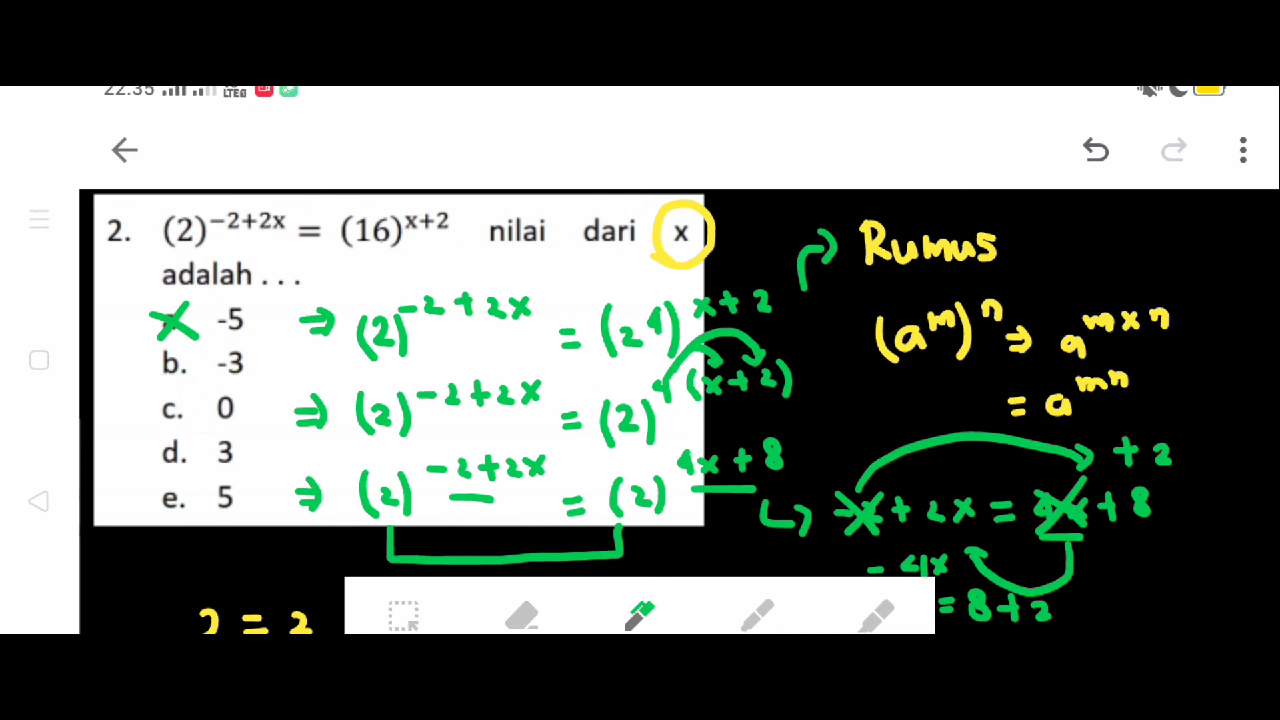 22.35 LTE
2. (2)⁻²⁺²ˣ = (16)ˣ⁺² nilai dari x
adalah . . .
a. -5
b. -3
c. 0
d. 3
e. 5
⇒ (2)^-2+2x = (2^4)^x+2
⇒ (2)^-2+2x = (2)^4(x+2)
⇒ (2)^-2+2x = (2)^4x+8
2 = 2
Rumus
(a^m)^n ⇒ a^m×n
= a^mn
+2
+ 2x = 4x + 8
- 4x
= 8+2